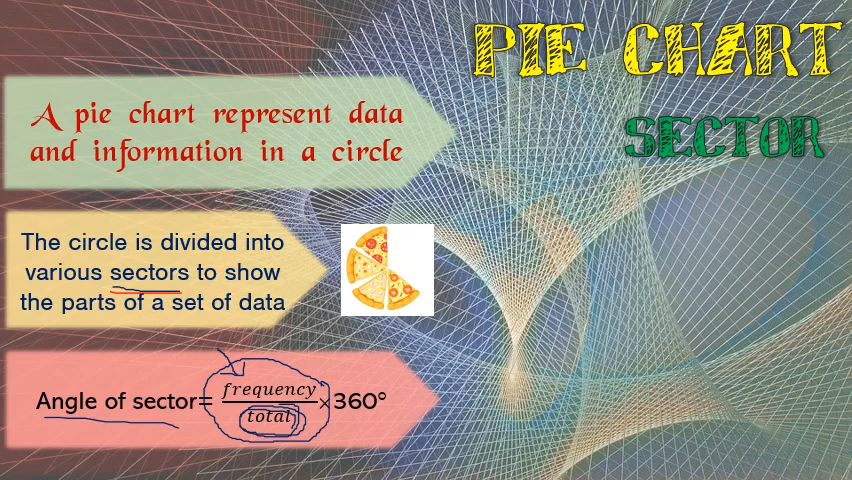 PIE CHART
SECTOR
A pie chart represent data
and information in a circle
The circle is divided into
various sectors to show
the parts of a set of data
Angle of sector= frequency/total ×360°